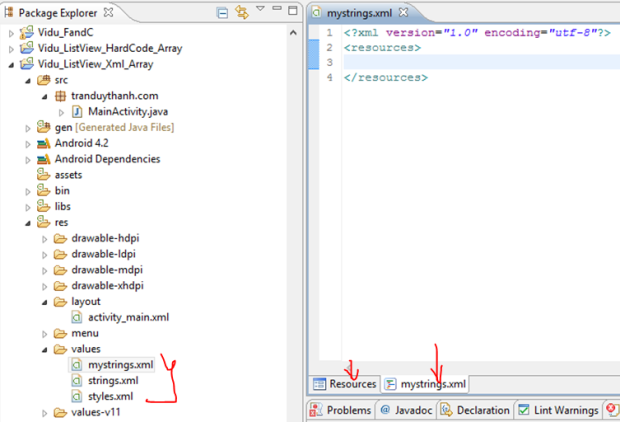 Package Explorer
Vidu_FandC
Vidu_ListView_HardCode_Array
Vidu_ListView_Xml_Array
src
tranduythanh.com
MainActivity.java
gen [Generated Java Files]
Android 4.2
Android Dependencies
assets
bin
libs
res
drawable-hdpi
drawable-ldpi
drawable-mdpi
drawable-xhdpi
layout
activity_main.xml
menu
values
mystrings.xml
strings.xml
styles.xml
values-v11
mystrings.xml
1 <?xml version="1.0" encoding="utf-8"?>
2 <resources>
3
4 </resources>
Resources mystrings.xml
Problems @ Javadoc Declaration Lint Warnings